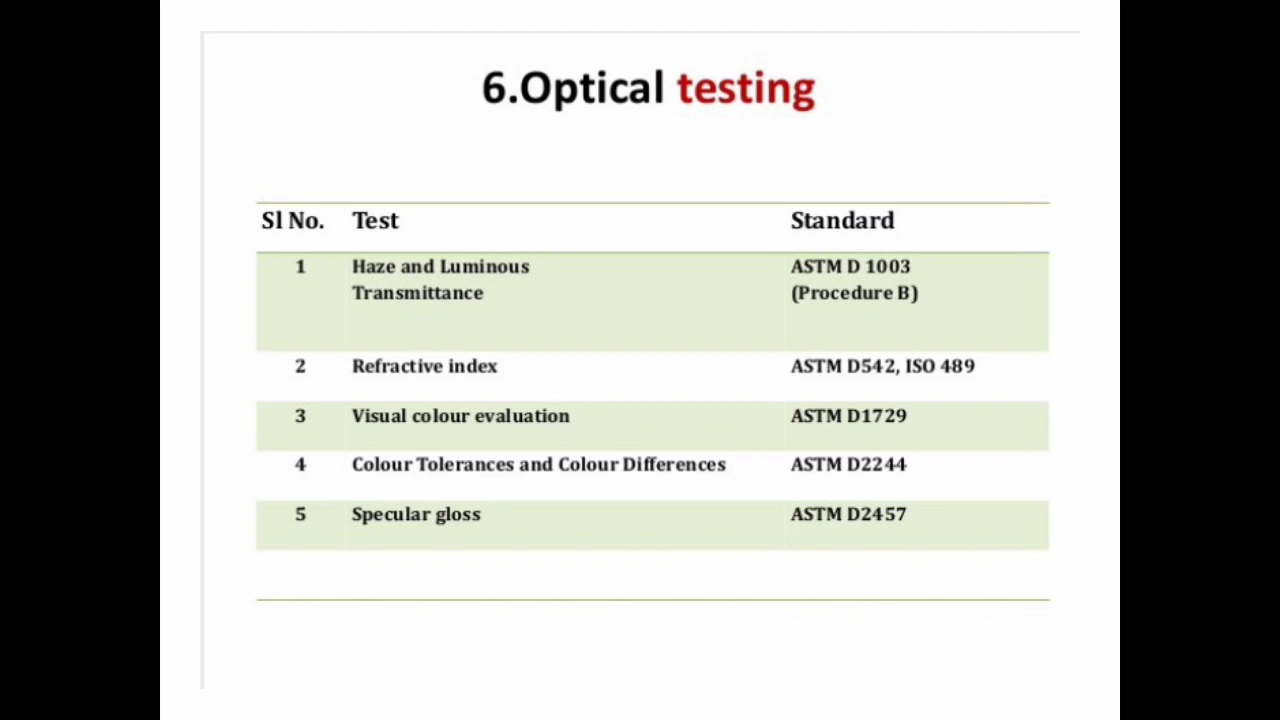 6.Optical testing
Sl No. Test Standard
1 Haze and Luminous ASTM D 1003
Transmittance (Procedure B)
2 Refractive index ASTM D542, ISO 489
3 Visual colour evaluation ASTM D1729
4 Colour Tolerances and Colour Differences ASTM D2244
5 Specular gloss ASTM D2457